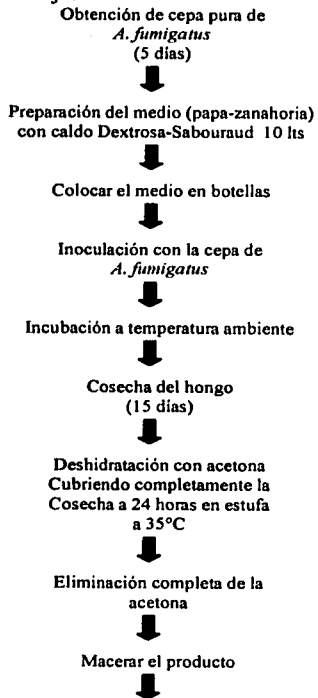 Obtención de cepa pura de
A. fumigatus
(5 días)
Preparación del medio (papa-zanahoria)
con caldo Dextrosa-Sabouraud 10 lts
Colocar el medio en botellas
Inoculación con la cepa de
A. fumigatus
Incubación a temperatura ambiente
Cosecha del hongo
(15 días)
Deshidratación con acetona
Cubriendo completamente la
Cosecha a 24 horas en estufa
a 35°C
Eliminación completa de la
acetona
Macerar el producto